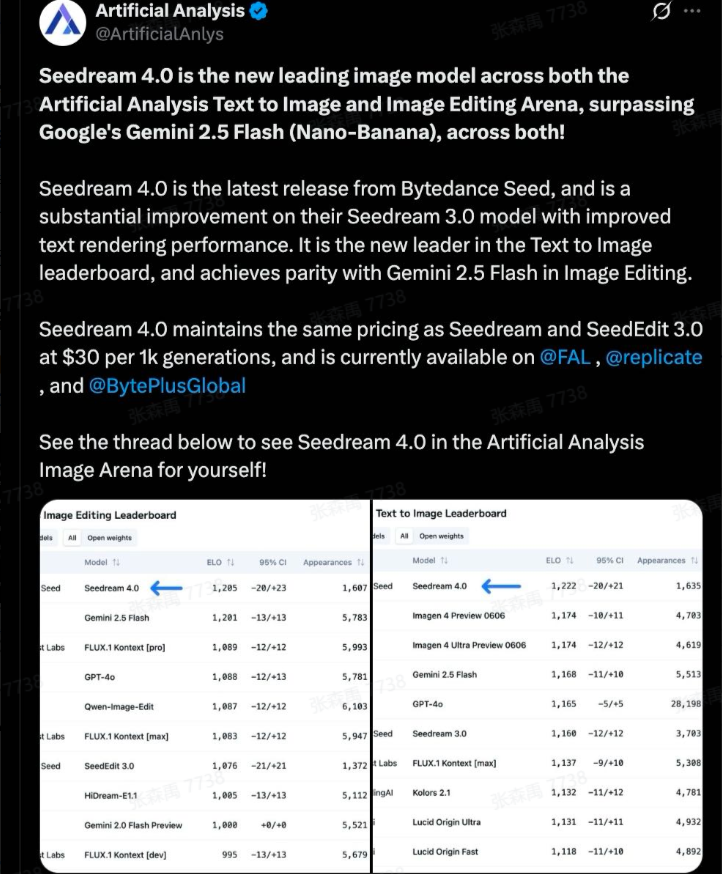 Artificial Analysis
@ArtificialAnlys
Seedream 4.0 is the new leading image model across both the
Artificial Analysis Text to Image and Image Editing Arena, surpassing
Google's Gemini 2.5 Flash (Nano-Banana), across both!
Seedream 4.0 is the latest release from Bytedance Seed, and is a
substantial improvement on their Seedream 3.0 model with improved
text rendering performance. It is the new leader in the Text to Image
leaderboard, and achieves parity with Gemini 2.5 Flash in Image Editing.
Seedream 4.0 maintains the same pricing as Seedream and SeedEdit 3.0
at $30 per 1k generations, and is currently available on @FAL , @replicate
, and @BytePlusGlobal
See the thread below to see Seedream 4.0 in the Artificial Analysis
Image Arena for yourself!
Image Editing Leaderboard
dels All Open weights
Model ELO 95% CI Appearances
Seed Seedream 4.0 1,205 -20/+23 1,607
Gemini 2.5 Flash 1,201 -13/+13 5,783
t Labs FLUX.1 Kontext [pro] 1,089 -12/+12 5,993
GPT-4o 1,088 -12/+13 5,781
Qwen-Image-Edit 1,087 -12/+12 6,103
t Labs FLUX.1 Kontext [max] 1,083 -12/+12 5,947
Seed SeedEdit 3.0 1,076 -21/+21 1,372
HiDream-E1.1 1,005 -13/+13 5,112
Gemini 2.0 Flash Preview 1,000 +0/+0 5,521
t Labs FLUX.1 Kontext [dev] 995 -13/+13 5,679
Text to Image Leaderboard
dels All Open weights
Model ELO 95% CI Appearances
Seed Seedream 4.0 1,222 -20/+21 1,635
Imagen 4 Preview 0606 1,174 -10/+11 4,703
Imagen 4 Ultra Preview 0606 1,174 -12/+12 4,619
Gemini 2.5 Flash 1,168 -11/+10 5,513
GPT-4o 1,165 -5/+5 28,198
Seed Seedream 3.0 1,160 -12/+12 3,703
t Labs FLUX.1 Kontext [max] 1,137 -9/+10 5,308
ingAI Kolors 2.1 1,132 -11/+12 4,781
Lucid Origin Ultra 1,131 -11/+11 4,932
Lucid Origin Fast 1,118 -11/+10 4,892
张森禹 7738